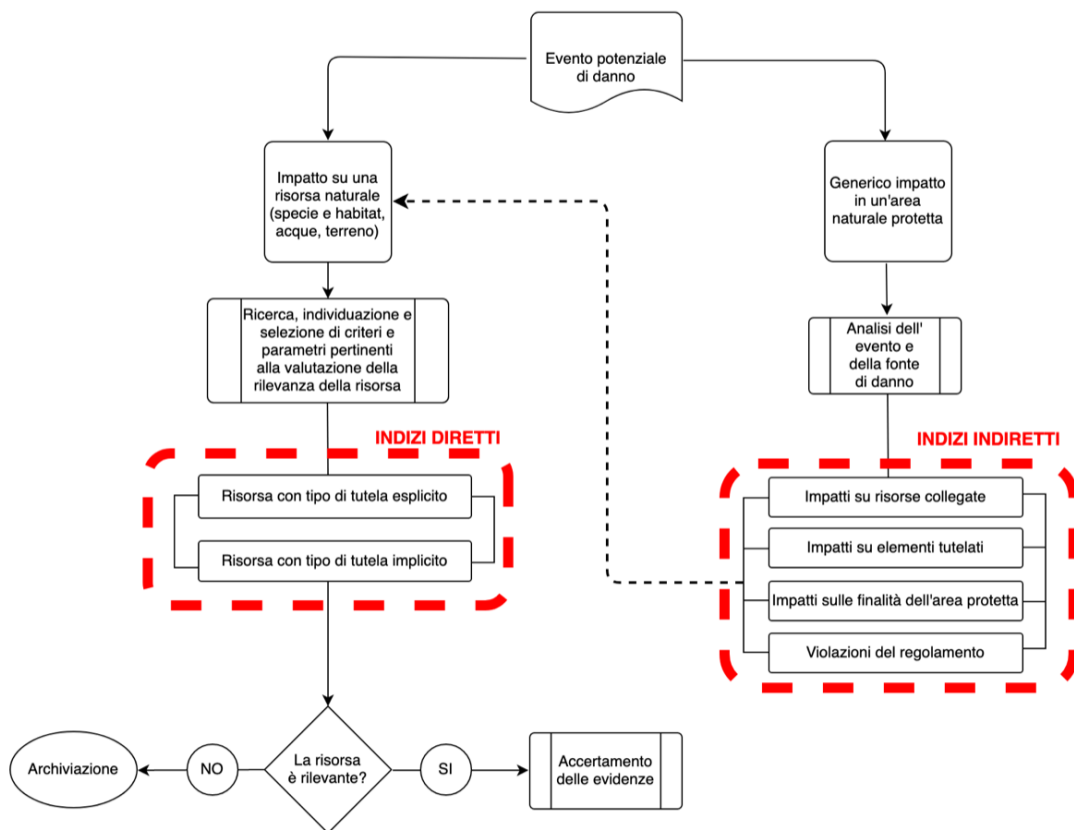 Evento potenziale
di danno
Impatto su una
risorsa naturale
(specie e habitat,
acque, terreno)
Generico impatto
in un'area
naturale protetta
Ricerca, individuazione e
selezione di criteri e
parametri pertinenti
alla valutazione della
rilevanza della risorsa
Analisi dell'
evento e
della fonte
di danno
INDIZI DIRETTI
INDIZI INDIRETTI
Risorsa con tipo di tutela esplicito
Risorsa con tipo di tutela implicito
Impatti su risorse collegate
Impatti su elementi tutelati
Impatti sulle finalità dell'area protetta
Violazioni del regolamento
Archiviazione
NO
La risorsa
è rilevante?
SI
Accertamento
delle evidenze